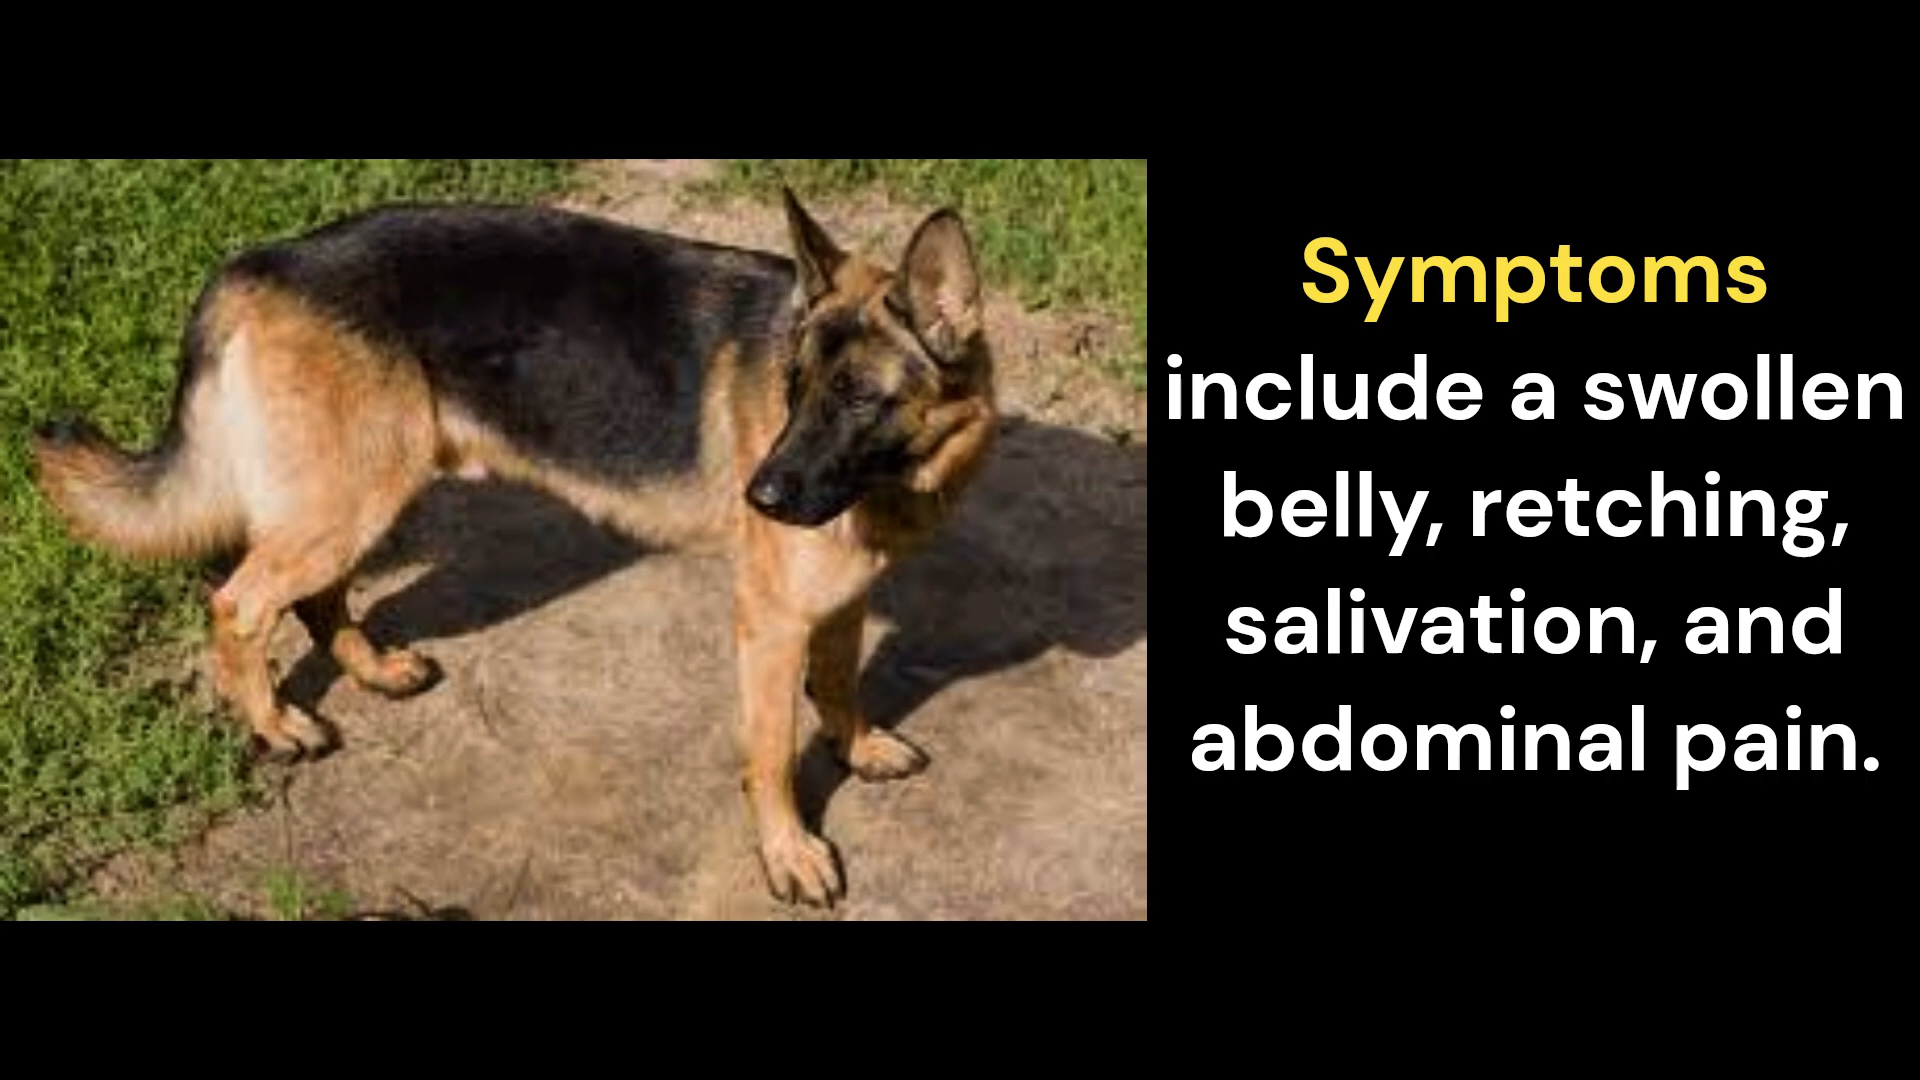 Symptoms
include a swollen
belly, retching,
salivation, and
abdominal pain.